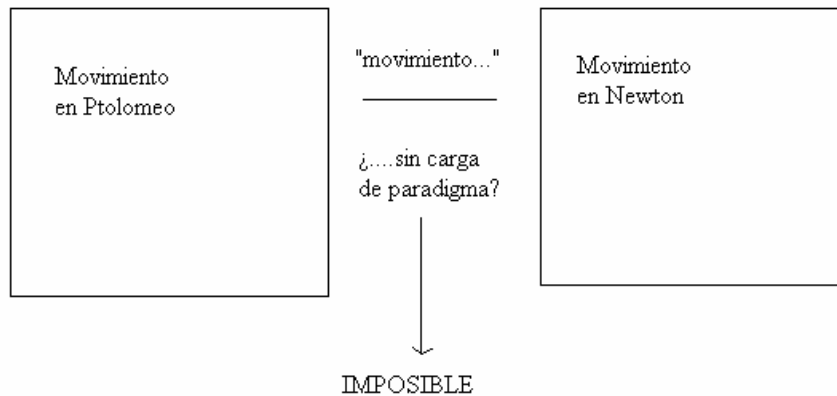 Movimiento
en Ptolomeo
"movimiento..."
¿....sin carga
de paradigma?
IMPOSIBLE
Movimiento
en Newton